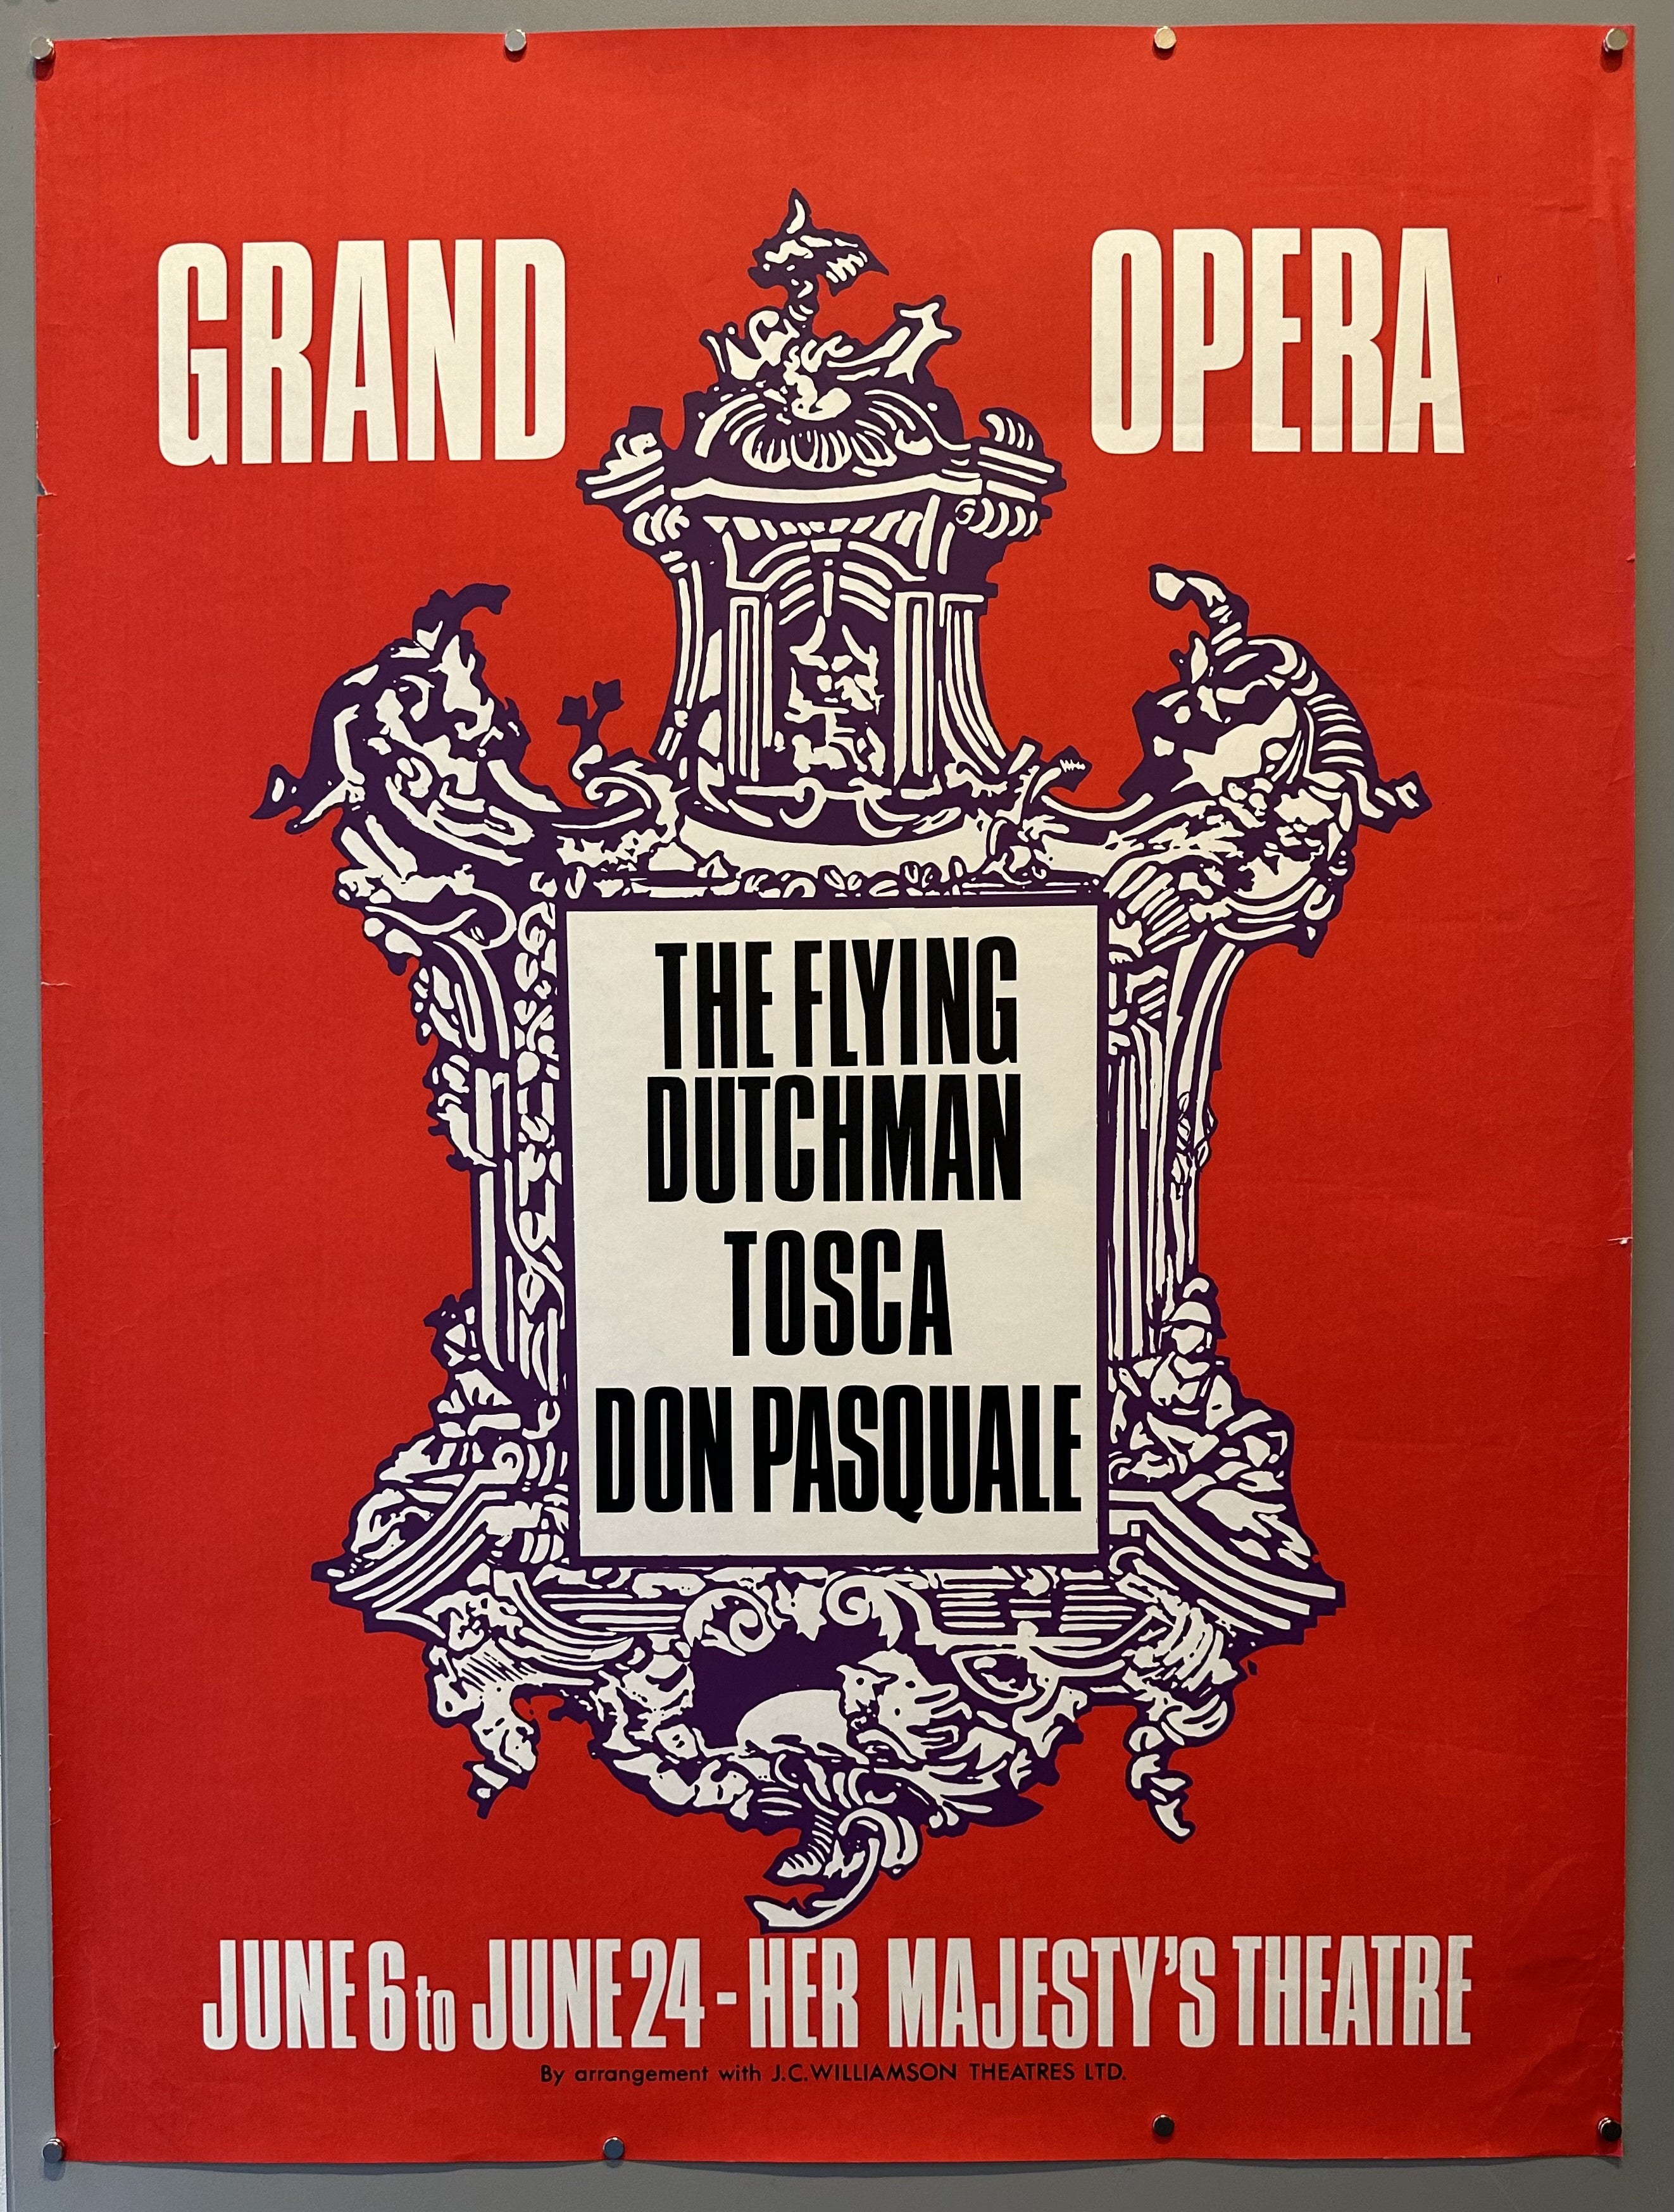 GRAND OPERA
THE FLYING
DUTCHMAN
TOSCA
DON PASQUALE
JUNE 6 to JUNE 24 - HER MAJESTY'S THEATRE
By arrangement with J.C.WILLIAMSON THEATRES LTD.